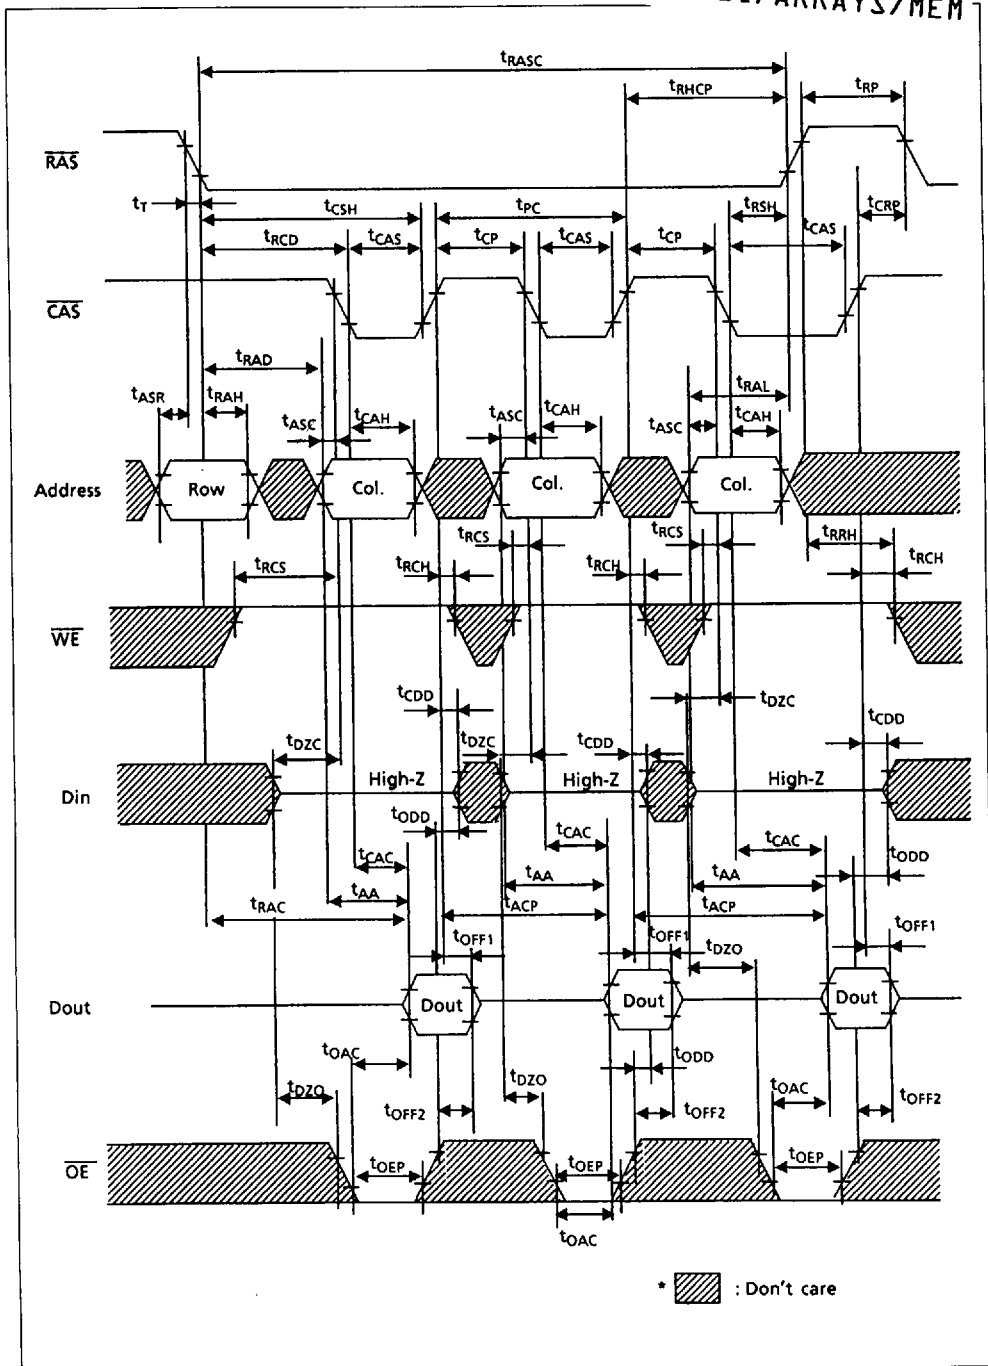 ARRAYS/MEM
tRASC
tRHCP
tRP
RAS
tT
tCSH
tPC
tRSH
tCRP
tRCD
tCAS
tCP
tCAS
tCP
tCAS
CAS
tRAD
tRAL
tASR
tRAH
tASC
tCAH
tASC
tCAH
tASC
tCAH
Address
Row
Col.
Col.
Col.
tRCS
tRCH
tRCS
tRCH
tRCS
tRRH
tRCH
WE
tCDD
tDZC
tCDD
tDZC
tDZC
tCDD
Din
High-Z
High-Z
High-Z
tODD
tCAC
tCAC
tCAC
tODD
tAA
tAA
tAA
tRAC
tACP
tACP
tOFF1
tOFF1
tDZO
tOFF1
Dout
Dout
Dout
Dout
tOAC
tODD
tDZO
tOFF2
tDZO
tOFF2
tOAC
tOFF2
OE
tOEP
tOEP
tOEP
tOAC
* : Don't care